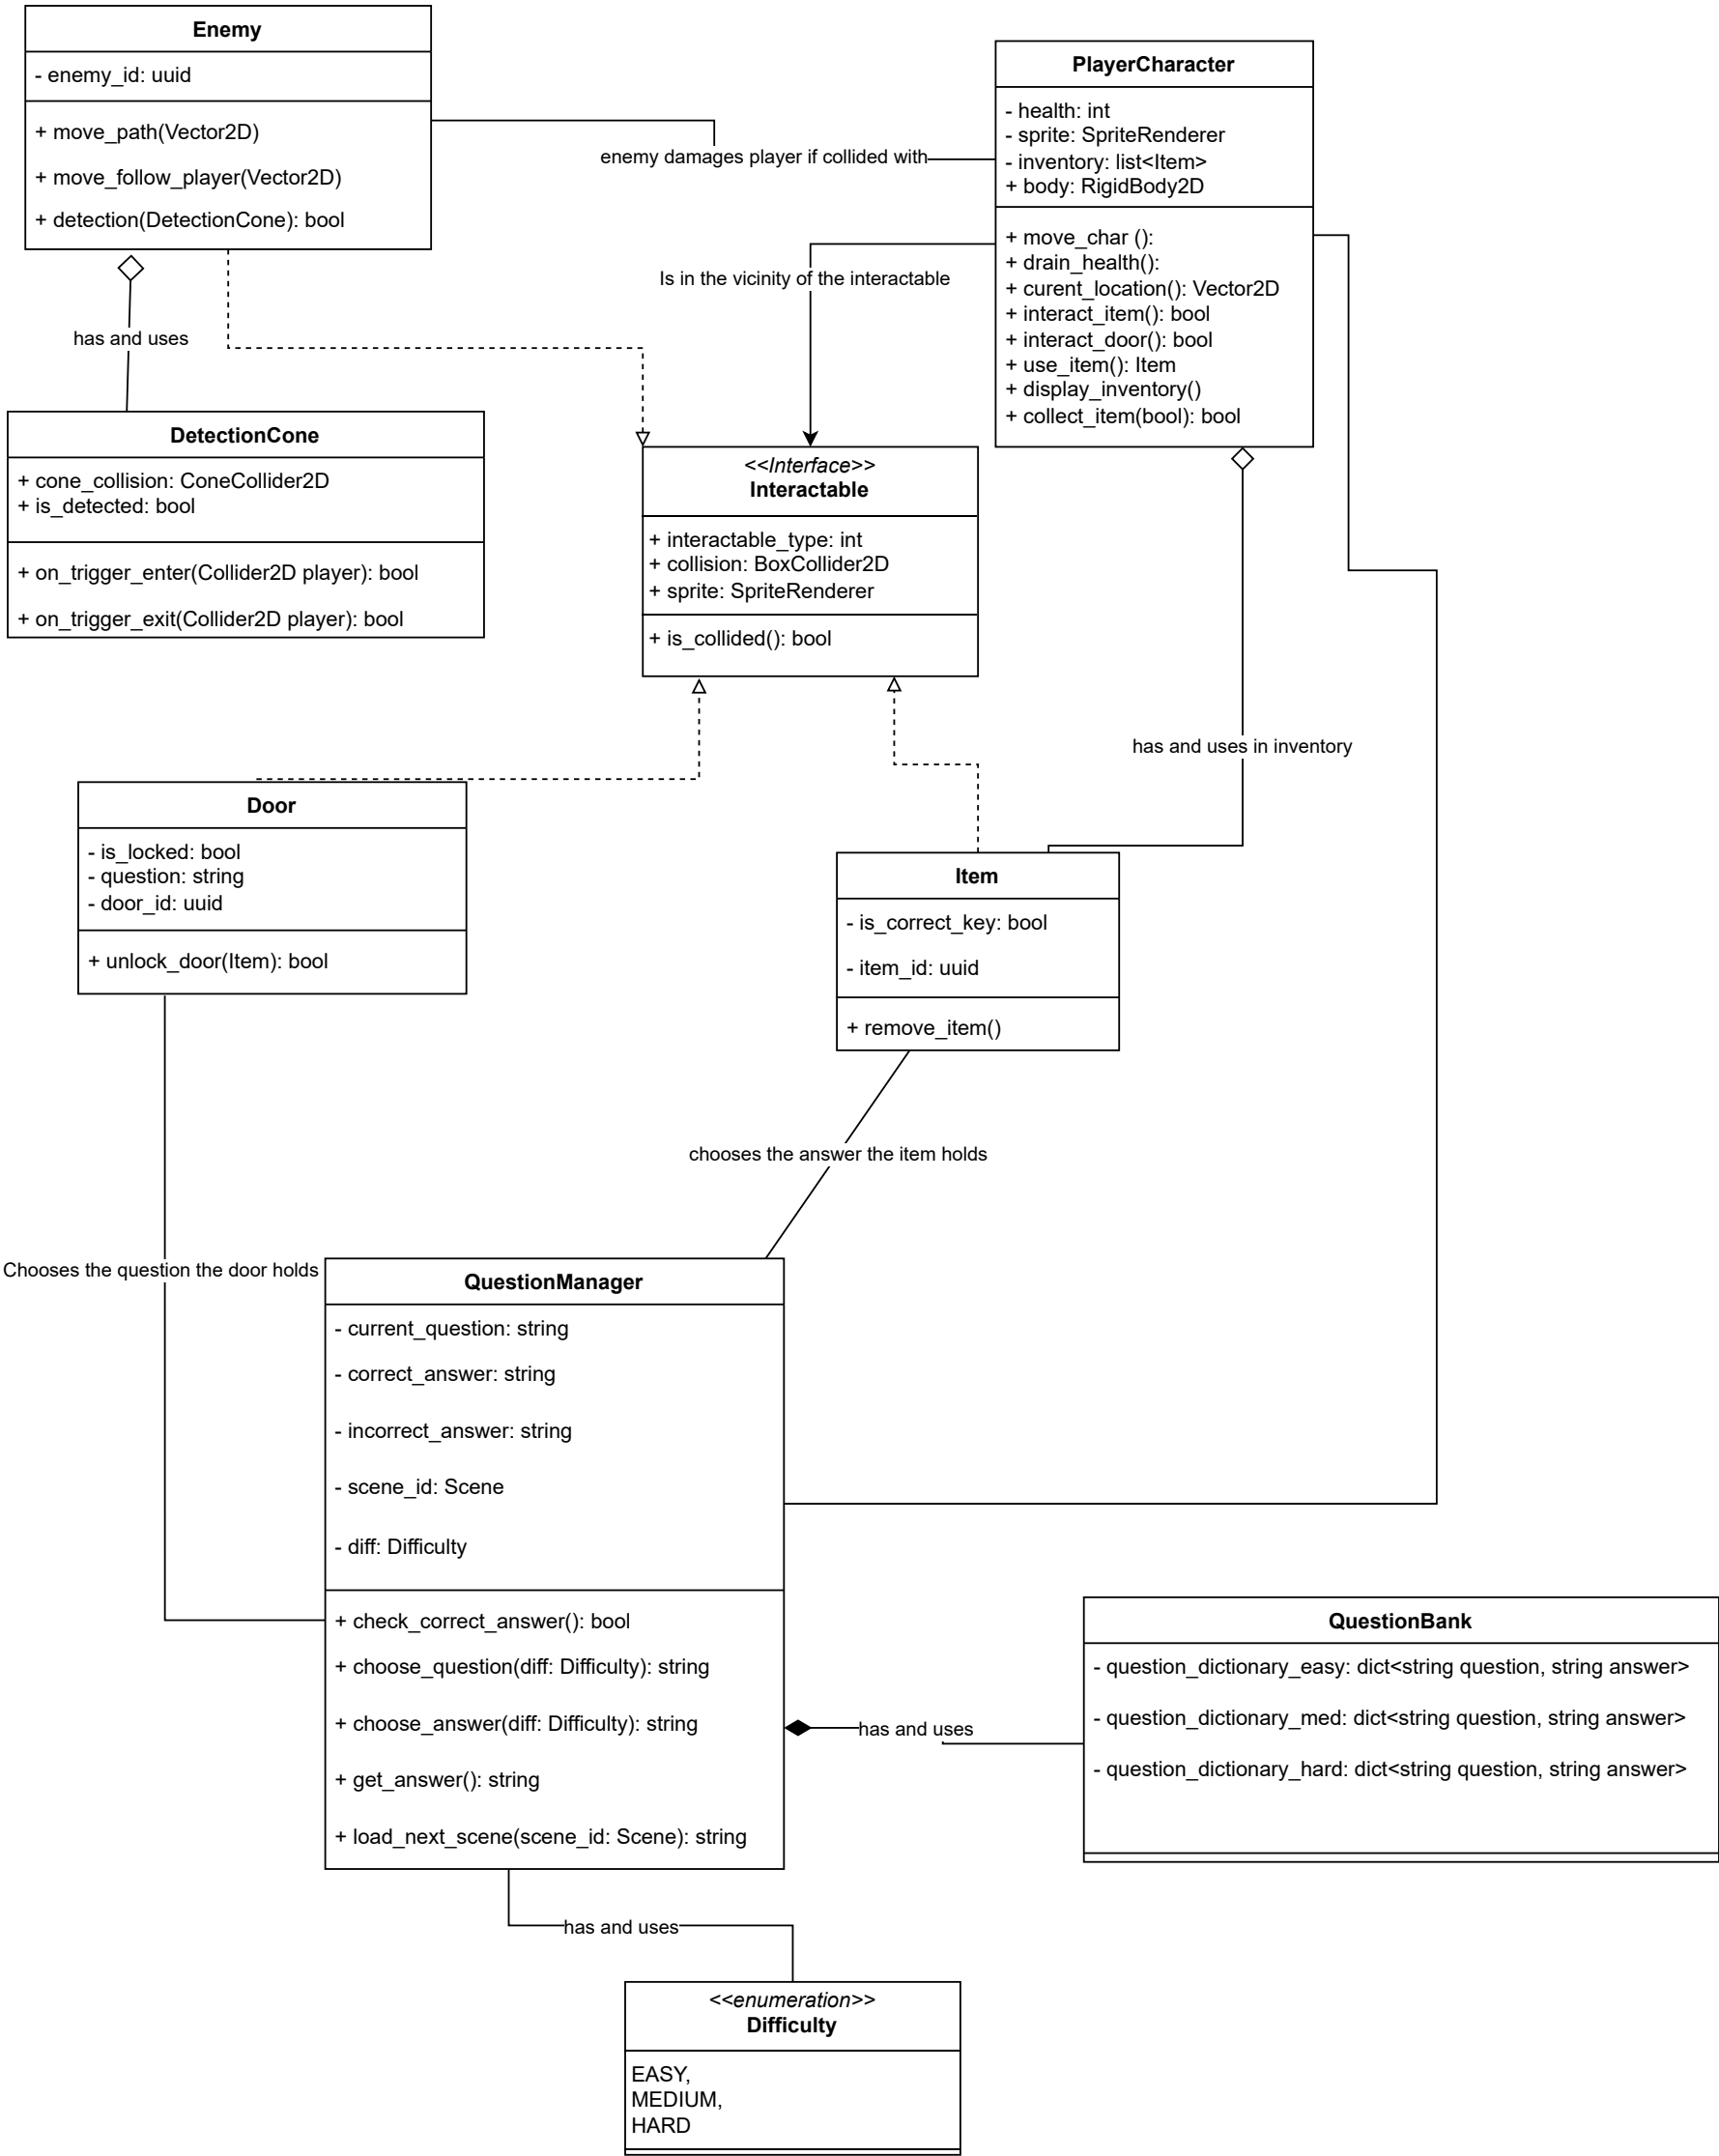 Enemy
- enemy_id: uuid
+ move_path(Vector2D)
+ move_follow_player(Vector2D)
+ detection(DetectionCone): bool
PlayerCharacter
- health: int
- sprite: SpriteRenderer
- inventory: list<Item>
+ body: RigidBody2D
+ move_char ():
+ drain_health():
+ curent_location(): Vector2D
+ interact_item(): bool
+ interact_door(): bool
+ use_item(): Item
+ display_inventory()
+ collect_item(bool): bool
enemy damages player if collided with
Is in the vicinity of the interactable
has and uses
DetectionCone
+ cone_collision: ConeCollider2D
+ is_detected: bool
+ on_trigger_enter(Collider2D player): bool
+ on_trigger_exit(Collider2D player): bool
<<Interface>>
Interactable
+ interactable_type: int
+ collision: BoxCollider2D
+ sprite: SpriteRenderer
+ is_collided(): bool
has and uses in inventory
Door
- is_locked: bool
- question: string
- door_id: uuid
+ unlock_door(Item): bool
Item
- is_correct_key: bool
- item_id: uuid
+ remove_item()
chooses the answer the item holds
Chooses the question the door holds
QuestionManager
- current_question: string
- correct_answer: string
- incorrect_answer: string
- scene_id: Scene
- diff: Difficulty
+ check_correct_answer(): bool
+ choose_question(diff: Difficulty): string
+ choose_answer(diff: Difficulty): string
+ get_answer(): string
+ load_next_scene(scene_id: Scene): string
has and uses
QuestionBank
- question_dictionary_easy: dict<string question, string answer>
- question_dictionary_med: dict<string question, string answer>
- question_dictionary_hard: dict<string question, string answer>
has and uses
<<enumeration>>
Difficulty
EASY,
MEDIUM,
HARD